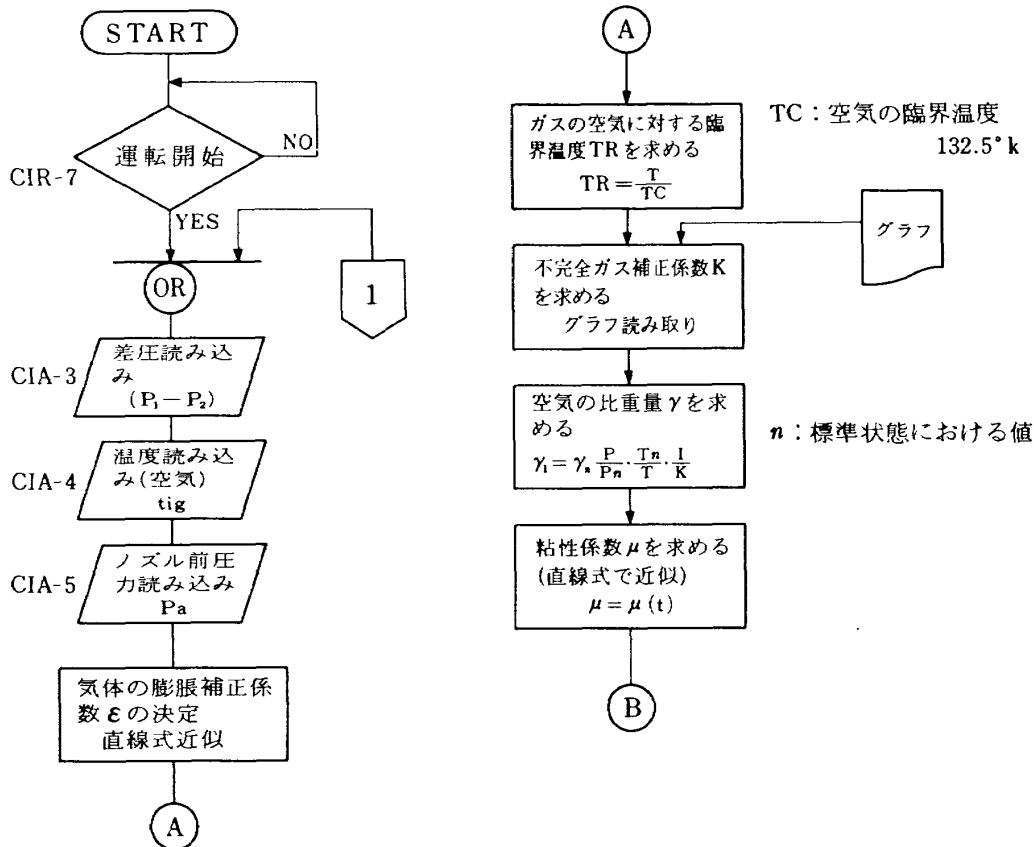 START
運転開始
NO
CIR-7
YES
OR
1
CIA-3
差圧読み込
み
(P₁−P₂)
CIA-4
温度読み込
み(空気)
tig
CIA-5
ノズル前圧
力読み込み
Pa
気体の膨脹補正係
数εの決定
直線式近似
A
A
ガスの空気に対する臨
界温度TRを求める
TR=T/TC
TC：空気の臨界温度
132.5°k
グラフ
不完全ガス補正係数K
を求める
グラフ読み取り
空気の比重量γを求
める
γ₁=γₙ P/Pn・Tn/T・I/K
n：標準状態における値
粘性係数μを求める
(直線式で近似)
μ=μ(t)
B